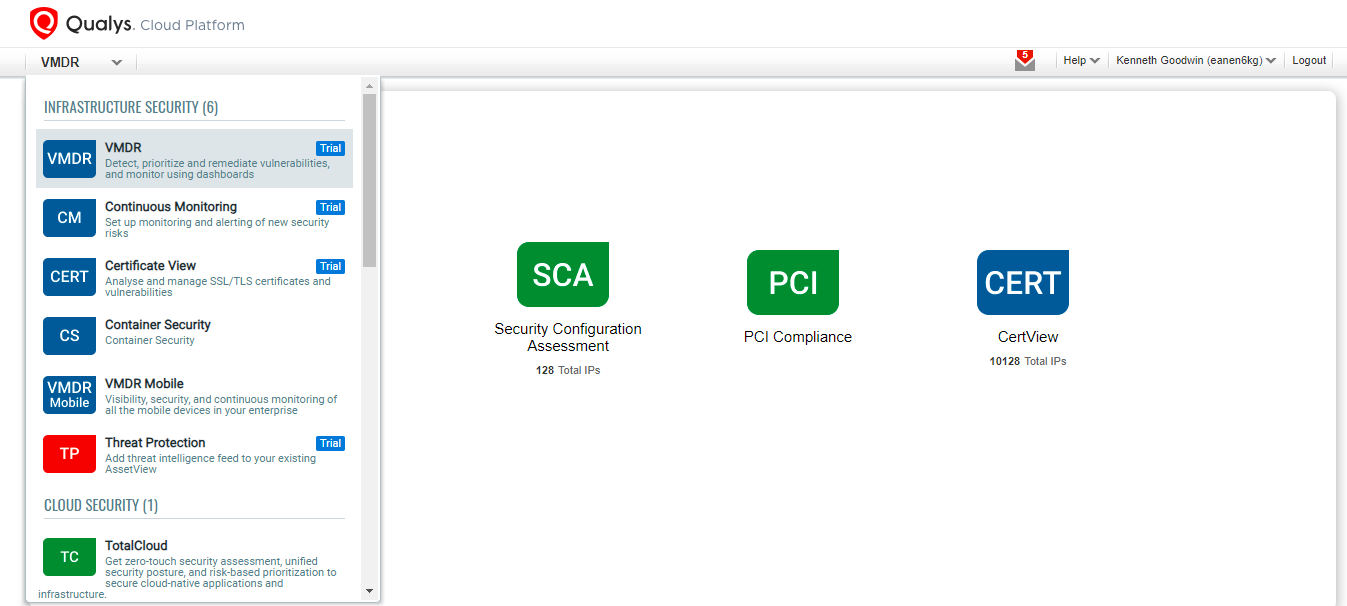 Qualys. Cloud Platform
VMDR
5
Help
Kenneth Goodwin (eanen6kg)
Logout
INFRASTRUCTURE SECURITY (6)
VMDR
VMDR
Trial
Detect, prioritize and remediate vulnerabilities,
and monitor using dashboards
CM
Continuous Monitoring
Trial
Set up monitoring and alerting of new security
risks
CERT
Certificate View
Trial
Analyse and manage SSL/TLS certificates and
vulnerabilities
CS
Container Security
Container Security
VMDR
Mobile
VMDR Mobile
Visibility, security, and continuous monitoring of
all the mobile devices in your enterprise
TP
Threat Protection
Trial
Add threat intelligence feed to your existing
AssetView
CLOUD SECURITY (1)
TC
TotalCloud
Get zero-touch security assessment, unified
security posture, and risk-based prioritization to
secure cloud-native applications and
infrastructure.
SCA
Security Configuration
Assessment
128 Total IPs
PCI
PCI Compliance
CERT
CertView
10128 Total IPs